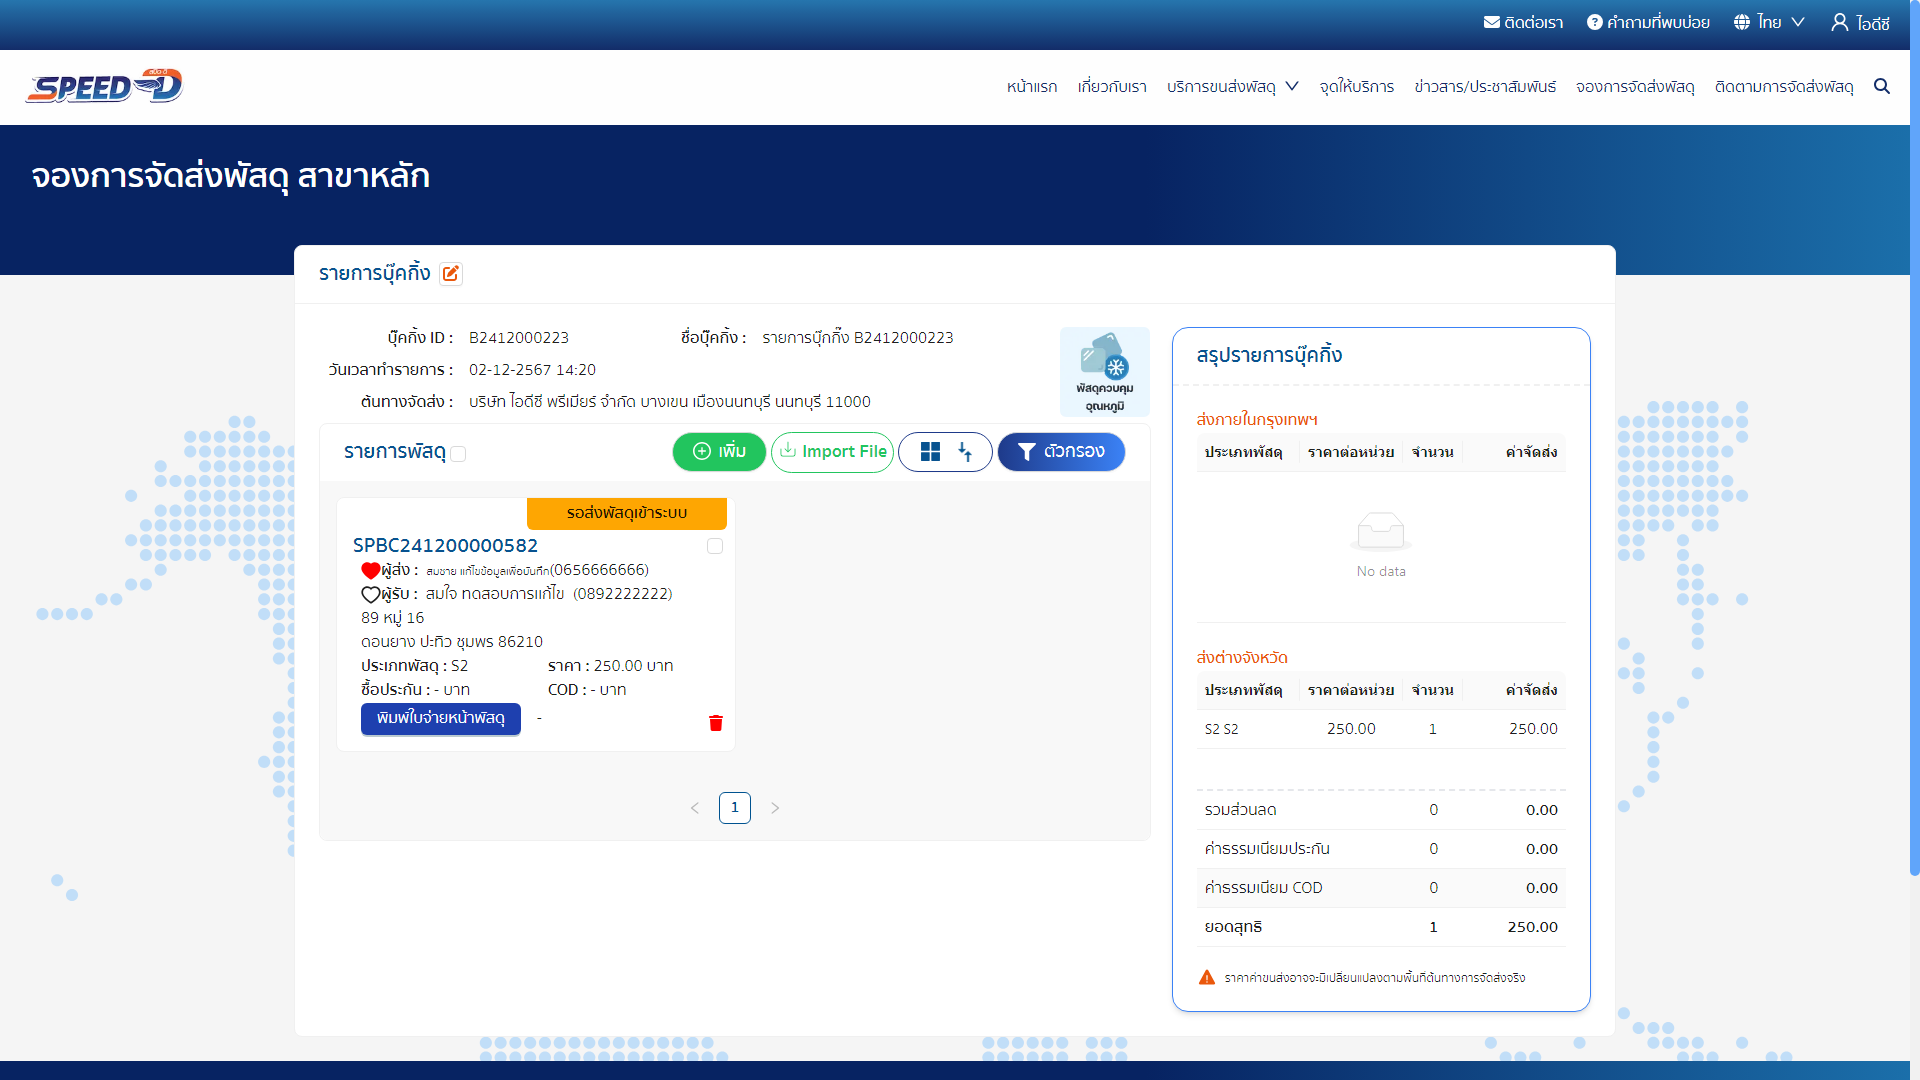 ติดต่อเรา คำถามที่พบบ่อย ไทย ไอดีซี
สปีด-ดี
SPEED-D
หน้าแรก เกี่ยวกับเรา บริการขนส่งพัสดุ จุดให้บริการ ข่าวสาร/ประชาสัมพันธ์ จองการจัดส่งพัสดุ ติดตามการจัดส่งพัสดุ
จองการจัดส่งพัสดุ สาขาหลัก
รายการบุ๊คกิ้ง
บุ๊คกิ้ง ID : B2412000223 ชื่อบุ๊คกิ้ง : รายการบุ๊กกิ๊ง B2412000223
วันเวลาทำรายการ : 02-12-2567 14:20
ต้นทางจัดส่ง : บริษัท ไอดีซี พรีเมียร์ จำกัด บางเขน เมืองนนทบุรี นนทบุรี 11000
พัสดุควบคุม
อุณหภูมิ
รายการพัสดุ เพิ่ม Import File ตัวกรอง
รอส่งพัสดุเข้าระบบ
SPBC241200000582
ผู้ส่ง : สมชาย แก้ไขข้อมูลเพื่อบันทึก(0656666666)
ผู้รับ : สมใจ ทดสอบการแก้ไข (0892222222)
89 หมู่ 16
ดอนยาง ปะทิว ชุมพร 86210
ประเภทพัสดุ : S2 ราคา : 250.00 บาท
ซื้อประกัน : - บาท COD : - บาท
พิมพ์ใบจ่ายหน้าพัสดุ -
1
สรุปรายการบุ๊คกิ้ง
ส่งภายในกรุงเทพฯ
ประเภทพัสดุ ราคาต่อหน่วย จำนวน ค่าจัดส่ง
No data
ส่งต่างจังหวัด
ประเภทพัสดุ ราคาต่อหน่วย จำนวน ค่าจัดส่ง
S2 S2 250.00 1 250.00
รวมส่วนลด 0 0.00
ค่าธรรมเนียมประกัน 0 0.00
ค่าธรรมเนียม COD 0 0.00
ยอดสุทธิ 1 250.00
ราคาค่าขนส่งอาจจะมีเปลี่ยนแปลงตามพื้นที่ต้นทางการจัดส่งจริง